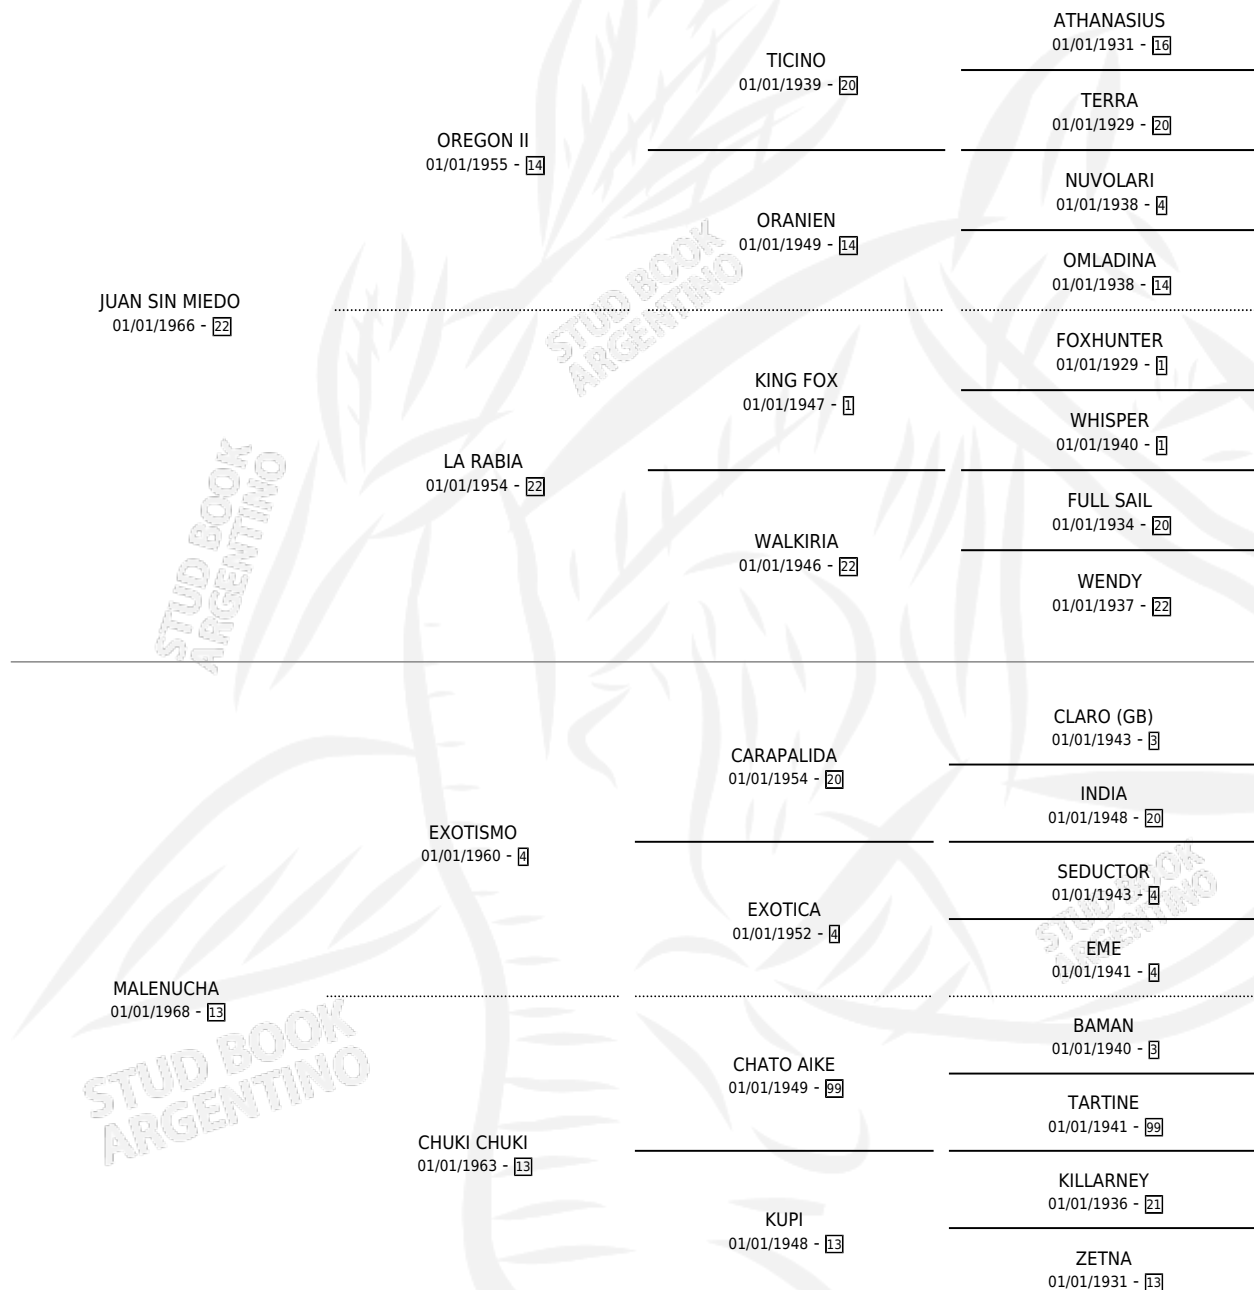 ATHANASIUS
01/01/1931 - 16
TICINO
01/01/1939 - 20
TERRA
01/01/1929 - 20
OREGON II
01/01/1955 - 14
NUVOLARI
01/01/1938 - 4
ORANIEN
01/01/1949 - 14
OMLADINA
01/01/1938 - 14
JUAN SIN MIEDO
01/01/1966 - 22
FOXHUNTER
01/01/1929 - 1
KING FOX
01/01/1947 - 1
WHISPER
01/01/1940 - 1
LA RABIA
01/01/1954 - 22
FULL SAIL
01/01/1934 - 20
WALKIRIA
01/01/1946 - 22
WENDY
01/01/1937 - 22
STUD BOOK
ARGENTINO
STUD BOOK
ARGENTINO
CLARO (GB)
01/01/1943 - 3
CARAPALIDA
01/01/1954 - 20
INDIA
01/01/1948 - 20
EXOTISMO
01/01/1960 - 4
SEDUCTOR
01/01/1943 - 4
EXOTICA
01/01/1952 - 4
EME
01/01/1941 - 4
MALENUCHA
01/01/1968 - 13
BAMAN
01/01/1940 - 3
CHATO AIKE
01/01/1949 - 99
TARTINE
01/01/1941 - 99
CHUKI CHUKI
01/01/1963 - 13
KILLARNEY
01/01/1936 - 21
KUPI
01/01/1948 - 13
ZETNA
01/01/1931 - 13
STUD BOOK
ARGENTINO
STUD BOOK
ARGENTINO